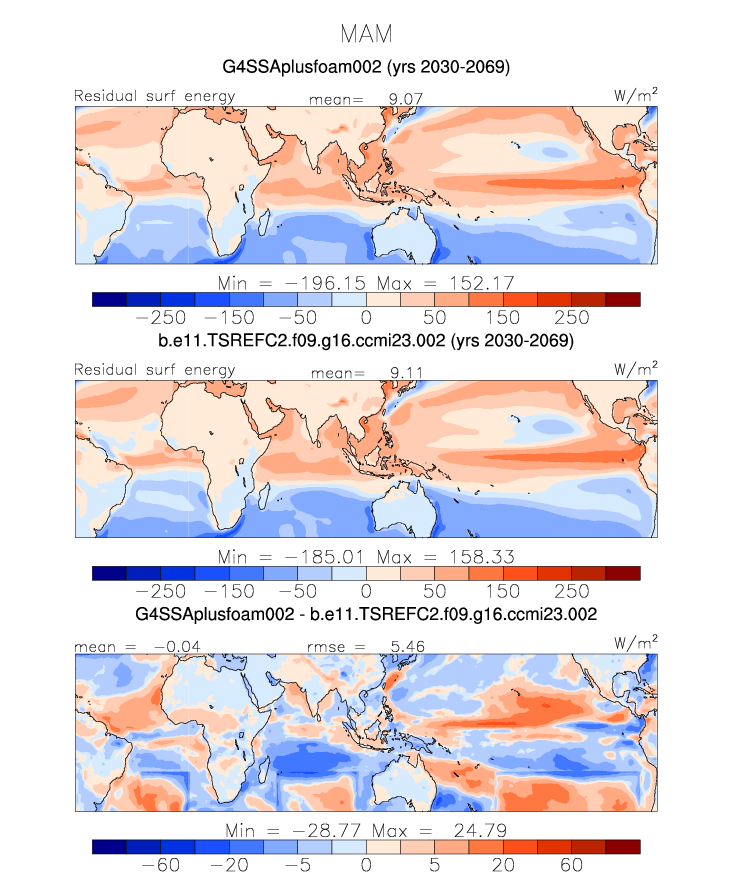 MAM
G4SSAplusfoam002 (yrs 2030-2069)
Residual surf energy mean= 9.07 W/m²
Min = −196.15 Max = 152.17
−250 −150 −50 0 50 150 250
b.e11.TSREFC2.f09.g16.ccmi23.002 (yrs 2030-2069)
Residual surf energy mean= 9.11 W/m²
Min = −185.01 Max = 158.33
−250 −150 −50 0 50 150 250
G4SSAplusfoam002 - b.e11.TSREFC2.f09.g16.ccmi23.002
mean = −0.04 rmse = 5.46 W/m²
Min = −28.77 Max = 24.79
−60 −20 −5 0 5 20 60